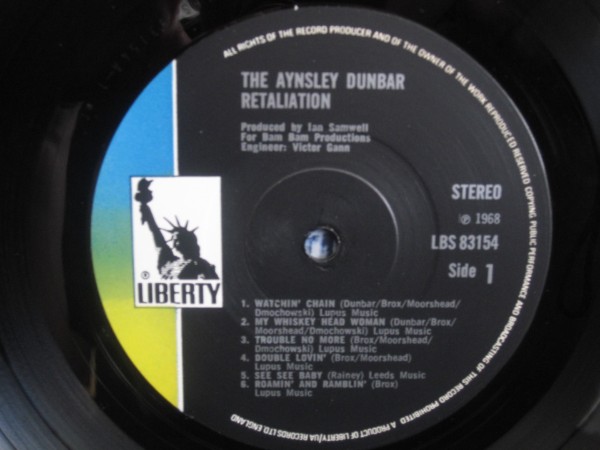 ALL RIGHTS OF THE RECORD PRODUCER AND OF THE OWNER OF THE WORK REPRODUCED RESERVED COPYING PUBLIC PERFORMANCE AND BROADCASTING OF THIS RECORD PROHIBITED
THE AYNSLEY DUNBAR
RETALIATION
Produced by Ian Samwell
For Bam Bam Productions
Engineer: Victor Gann
STEREO
℗ 1968
LBS 83154
Side 1
®
LIBERTY
1. WATCHIN' CHAIN (Dunbar/Brox/Moorshead/
Dmochowski) Lupus Music
2. MY WHISKEY HEAD WOMAN (Dunbar/Brox/
Moorshead/Dmochowski) Lupus Music
3. TROUBLE NO MORE (Brox/Moorshead/
Dmochowski) Lupus Music
4. DOUBLE LOVIN' (Brox/Moorshead)
Lupus Music
5. SEE SEE BABY (Rainey) Leeds Music
6. ROAMIN' AND RAMBLIN' (Brox)
Lupus Music
A PRODUCT OF LIBERTY/UA RECORDS LTD. ENGLAND